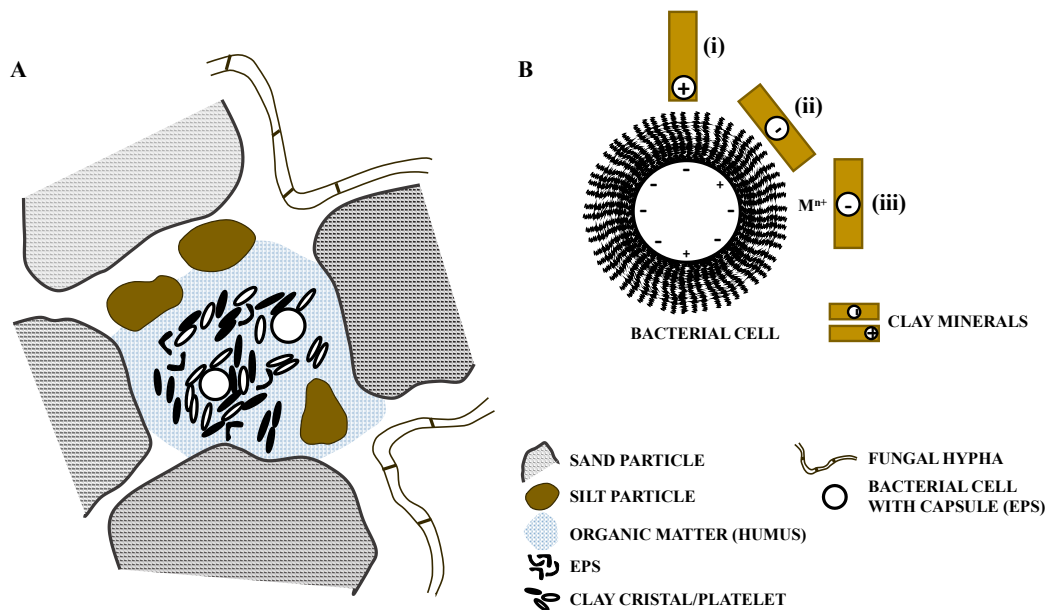 A
B
(i)
+
(ii)
-
(iii)
Mn+
-
- - + - - - - +
BACTERIAL CELL
CLAY MINERALS
SAND PARTICLE
SILT PARTICLE
ORGANIC MATTER (HUMUS)
EPS
CLAY CRISTAL/PLATELET
FUNGAL HYPHA
BACTERIAL CELL
WITH CAPSULE (EPS)